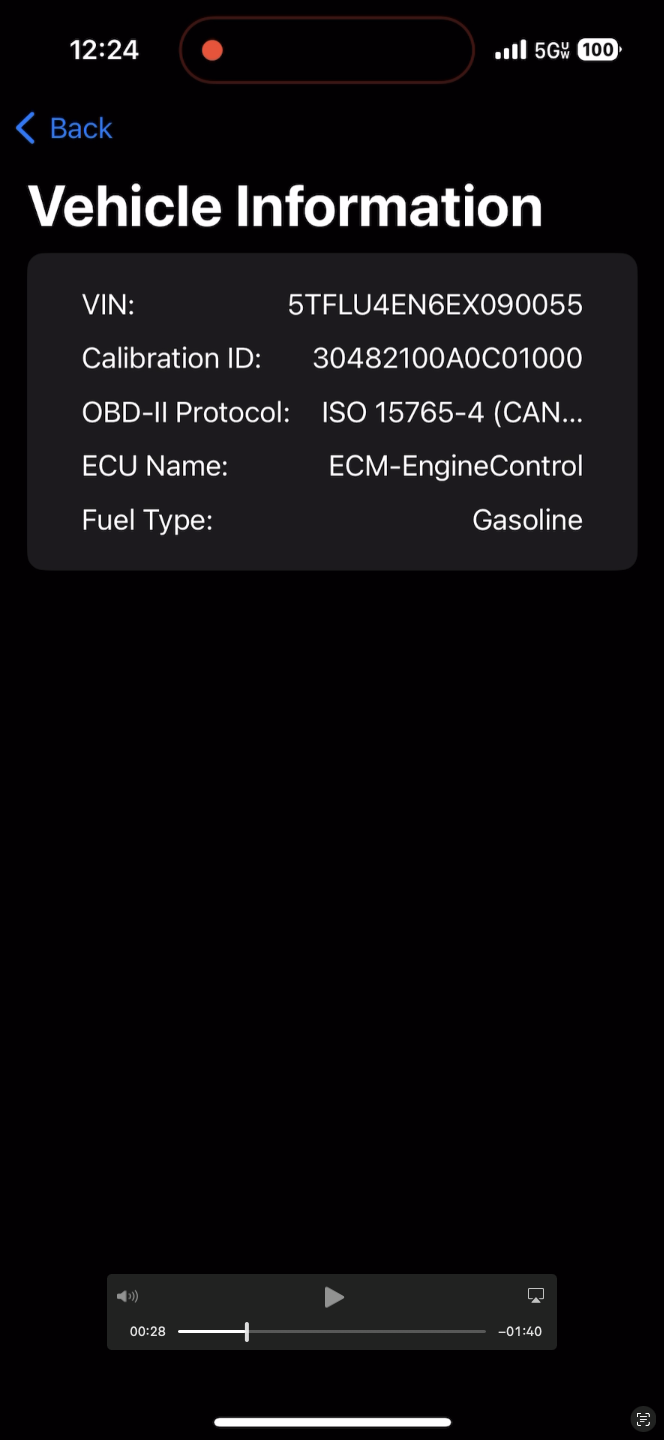 12:24
5G UW 100
Back
Vehicle Information
VIN: 5TFLU4EN6EX090055
Calibration ID: 30482100A0C01000
OBD-II Protocol: ISO 15765-4 (CAN...
ECU Name: ECM-EngineControl
Fuel Type: Gasoline
00:28 -01:40